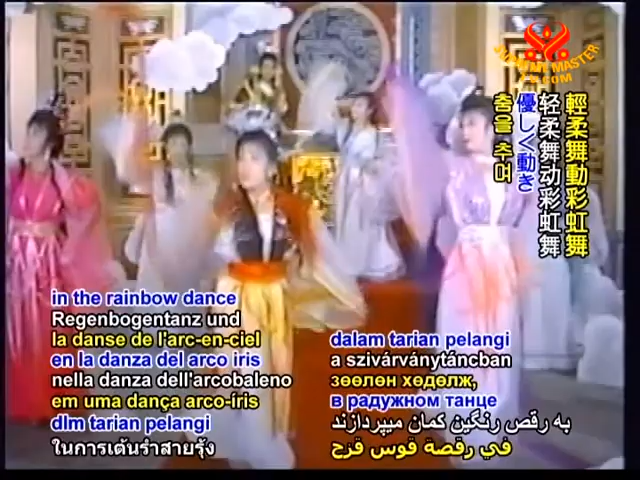 SUPREME MASTER
TV.COM
輕柔舞動彩虹舞
轻柔舞动彩虹舞
優しく動き
춤을 추며
in the rainbow dance
Regenbogentanz und
la danse de l'arc-en-ciel
en la danza del arco iris
nella danza dell'arcobaleno
em uma dança arco-íris
dlm tarian pelangi
ในการเต้นรำสายรุ้ง
dalam tarian pelangi
a szivárványtáncban
зөөлөн хөдөлж,
в радужном танце
به رقص رنگین کمان میپردازند
في رقصة قوس قزح